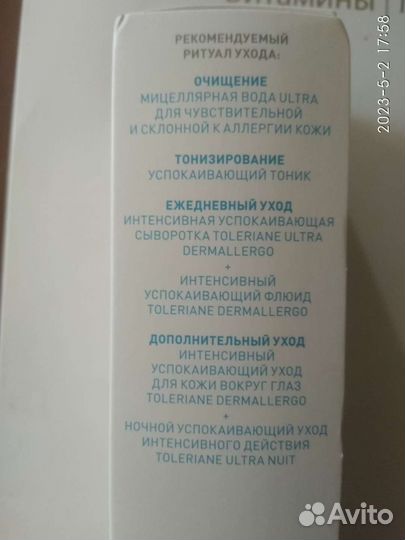 Витамины
2023-5-2 17:58
РЕКОМЕНДУЕМЫЙ
РИТУАЛ УХОДА:
ОЧИЩЕНИЕ
МИЦЕЛЛЯРНАЯ ВОДА ULTRA
ДЛЯ ЧУВСТВИТЕЛЬНОЙ
И СКЛОННОЙ К АЛЛЕРГИИ КОЖИ
ТОНИЗИРОВАНИЕ
УСПОКАИВАЮЩИЙ ТОНИК
ЕЖЕДНЕВНЫЙ УХОД
ИНТЕНСИВНАЯ УСПОКАИВАЮЩАЯ
СЫВОРОТКА TOLERIANE ULTRA
DERMALLERGO
+
ИНТЕНСИВНЫЙ
УСПОКАИВАЮЩИЙ ФЛЮИД
TOLERIANE DERMALLERGO
ДОПОЛНИТЕЛЬНЫЙ УХОД
ИНТЕНСИВНЫЙ
УСПОКАИВАЮЩИЙ УХОД
ДЛЯ КОЖИ ВОКРУГ ГЛАЗ
TOLERIANE DERMALLERGO
+
НОЧНОЙ УСПОКАИВАЮЩИЙ УХОД
ИНТЕНСИВНОГО ДЕЙСТВИЯ
TOLERIANE ULTRA NUIT
Avito